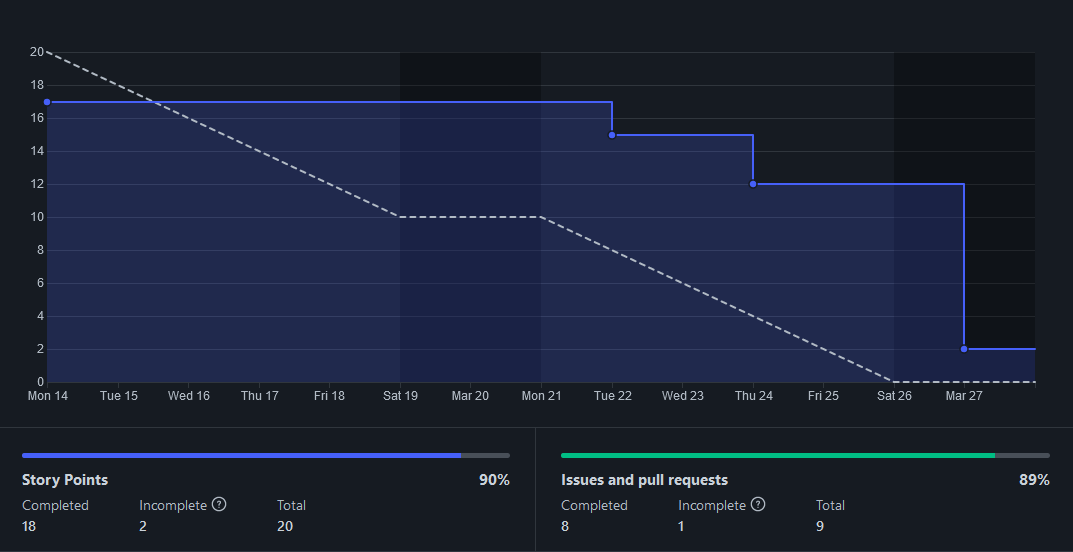 20
18
16
14
12
10
8
6
4
2
0
Mon 14 Tue 15 Wed 16 Thu 17 Fri 18 Sat 19 Mar 20 Mon 21 Tue 22 Wed 23 Thu 24 Fri 25 Sat 26 Mar 27
Story Points 90%
Completed Incomplete ? Total
18 2 20
Issues and pull requests 89%
Completed Incomplete ? Total
8 1 9